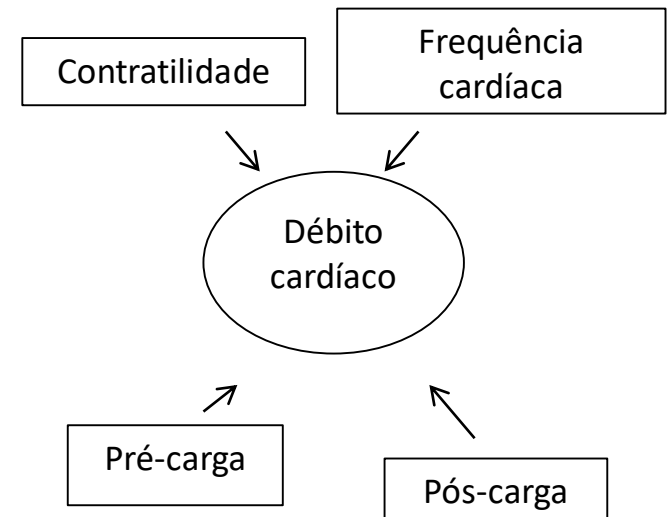 Contratilidade
Frequência
cardíaca
Débito
cardíaco
Pré-carga
Pós-carga